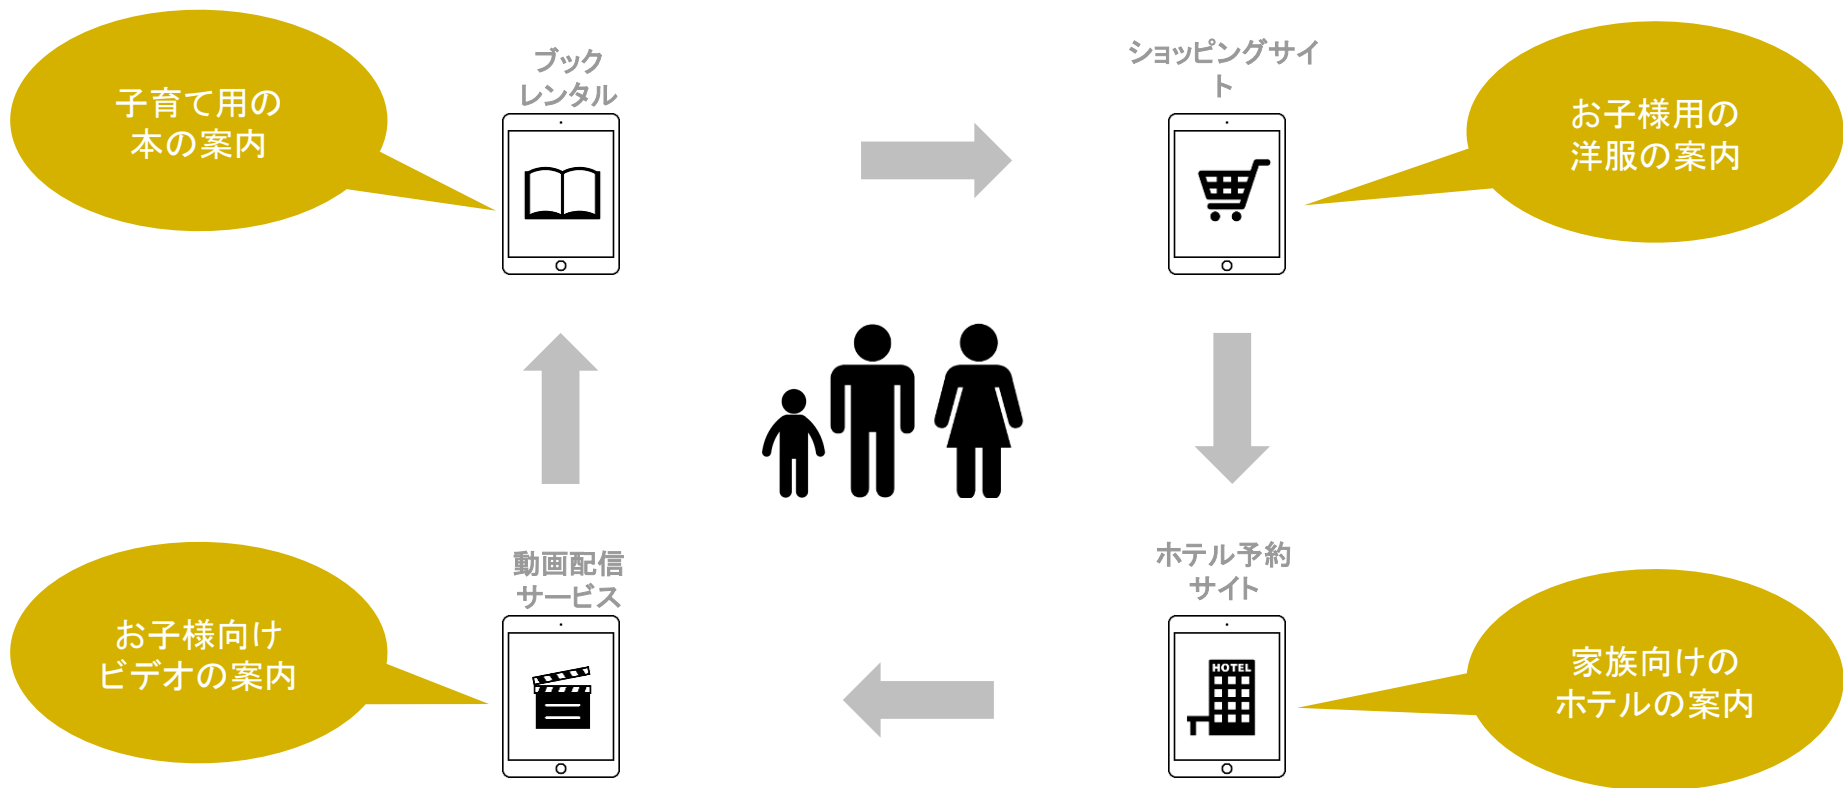 ブック
レンタル
子育て用の
本の案内
ショッピングサイ
ト
お子様用の
洋服の案内
動画配信
サービス
お子様向け
ビデオの案内
ホテル予約
サイト
HOTEL
家族向けの
ホテルの案内